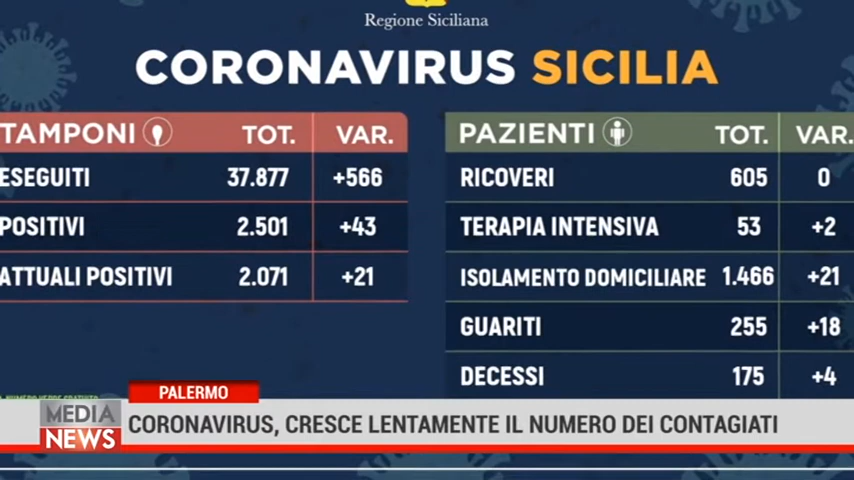 Regione Siciliana
CORONAVIRUS SICILIA
TAMPONI TOT. VAR.
ESEGUITI 37.877 +566
POSITIVI 2.501 +43
ATTUALI POSITIVI 2.071 +21
PAZIENTI TOT. VAR.
RICOVERI 605 0
TERAPIA INTENSIVA 53 +2
ISOLAMENTO DOMICILIARE 1.466 +21
GUARITI 255 +18
DECESSI 175 +4
PALERMO
MEDIA
NEWS
CORONAVIRUS, CRESCE LENTAMENTE IL NUMERO DEI CONTAGIATI